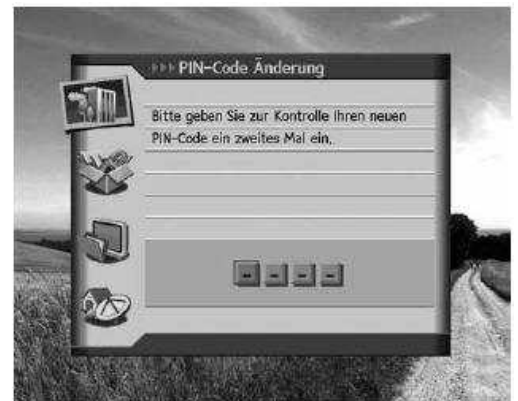 ▸▸▸PIN-Code Änderung
Bitte geben Sie zur Kontrolle Ihren neuen
PIN-Code ein zweites Mal ein.
- - - -